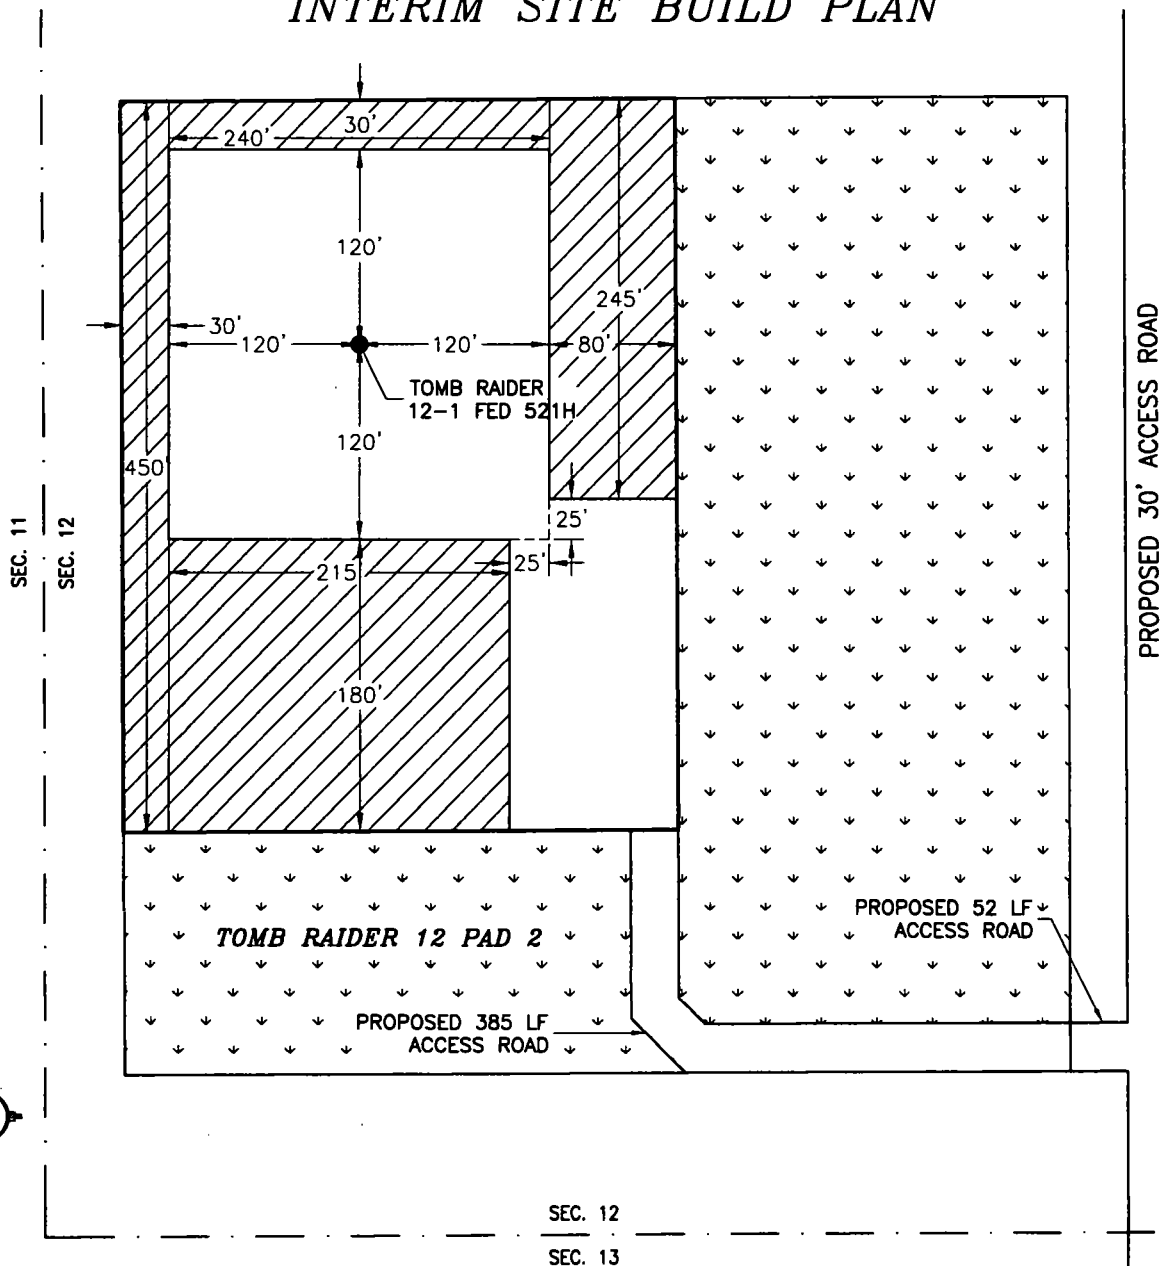 INTERIM SITE BUILD PLAN
30'
240'
120'
245'
30'
120'
120'
80'
TOMB RAIDER
12-1 FED 521H
120'
450'
25'
25'
215'
180'
SEC. 11
SEC. 12
PROPOSED 30' ACCESS ROAD
PROPOSED 52 LF
ACCESS ROAD
TOMB RAIDER 12 PAD 2
PROPOSED 385 LF
ACCESS ROAD
SEC. 12
SEC. 13